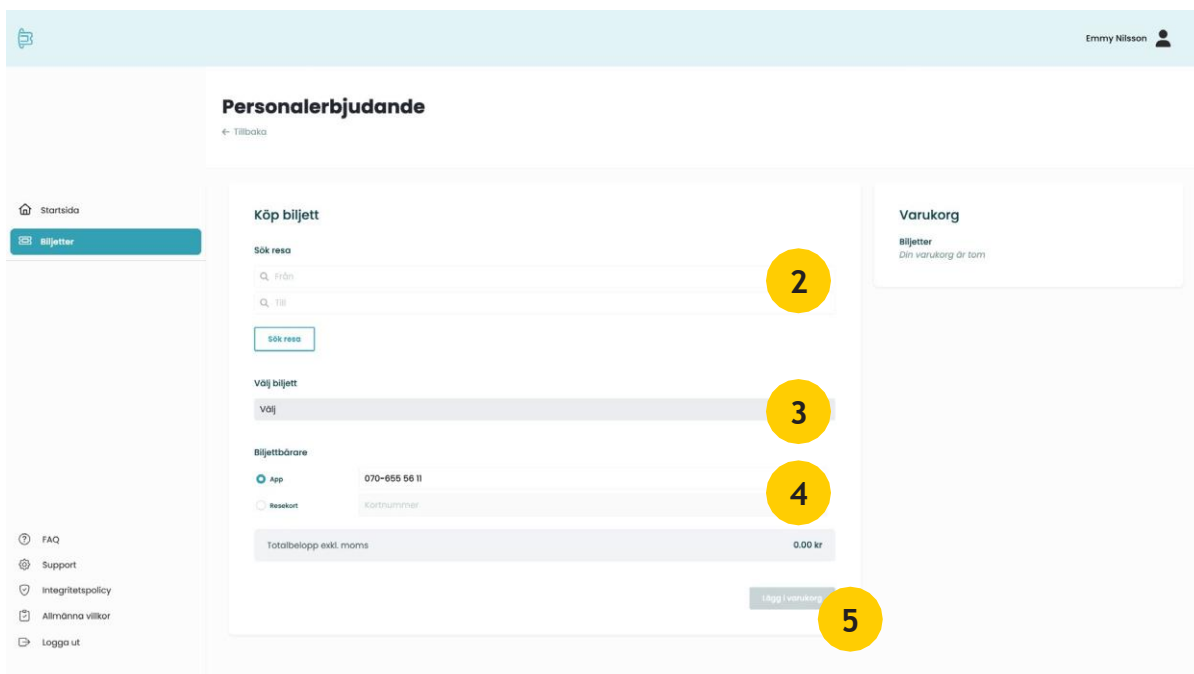 Emmy Nilsson
Personalerbjudande
← Tillbaka
Startsida
Biljetter
Köp biljett
Sök resa
Från
Till
2
Sök resa
Välj biljett
Välj
3
Biljettbärare
App
070-655 56 11
Resekort
Kortnummer
4
Totalbelopp exkl. moms
0.00 kr
Lägg i varukorg
5
Varukorg
Biljetter
Din varukorg är tom
FAQ
Support
Integritetspolicy
Allmänna villkor
Logga ut